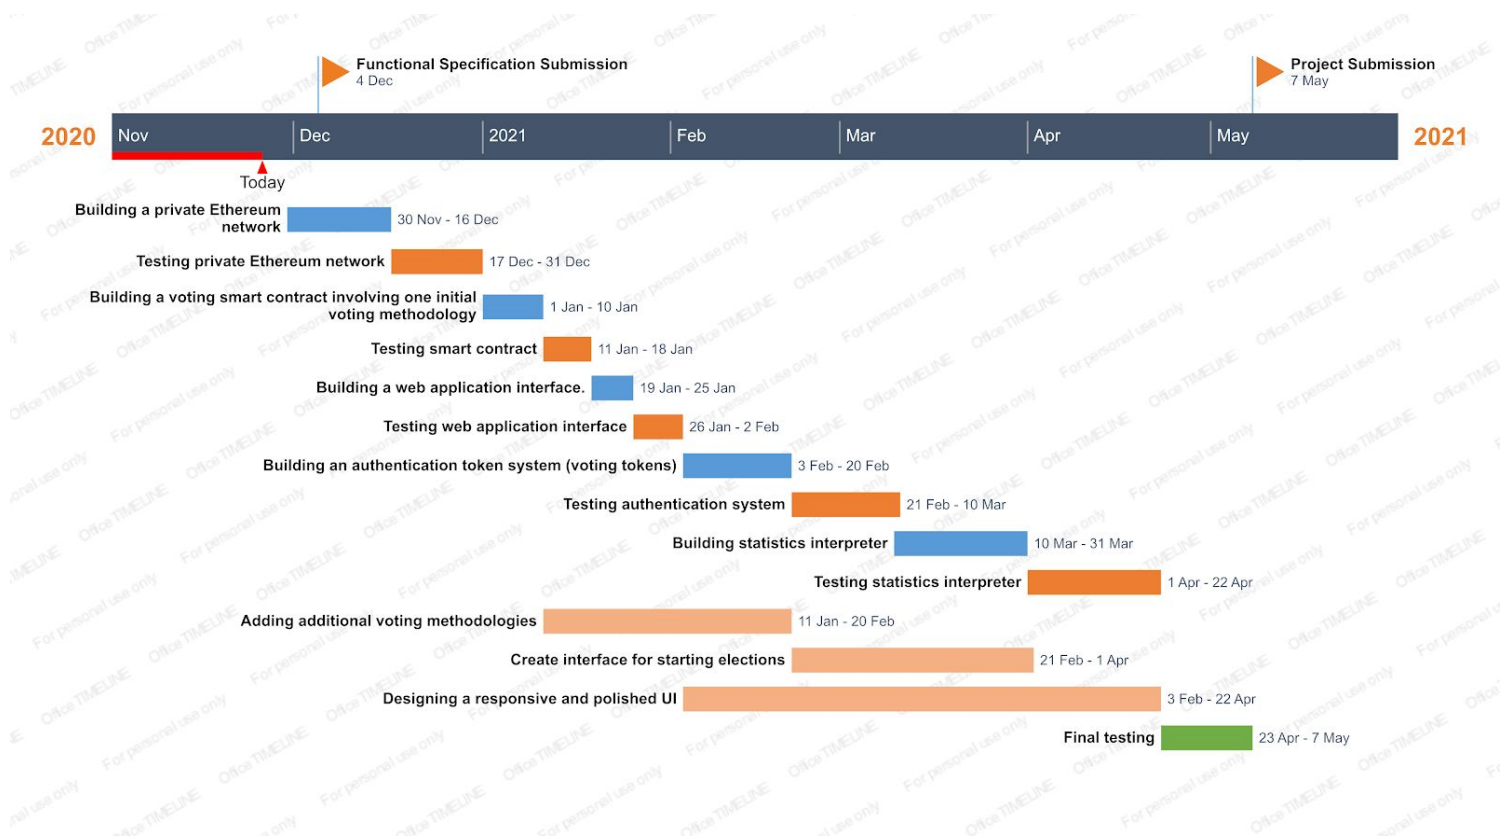 Functional Specification Submission
4 Dec
Project Submission
7 May
2020 Nov Dec 2021 Feb Mar Apr May 2021
Today
Building a private Ethereum
network
30 Nov - 16 Dec
Testing private Ethereum network 17 Dec - 31 Dec
Building a voting smart contract involving one initial
voting methodology
1 Jan - 10 Jan
Testing smart contract 11 Jan - 18 Jan
Building a web application interface. 19 Jan - 25 Jan
Testing web application interface 26 Jan - 2 Feb
Building an authentication token system (voting tokens) 3 Feb - 20 Feb
Testing authentication system 21 Feb - 10 Mar
Building statistics interpreter 10 Mar - 31 Mar
Testing statistics interpreter 1 Apr - 22 Apr
Adding additional voting methodologies 11 Jan - 20 Feb
Create interface for starting elections 21 Feb - 1 Apr
Designing a responsive and polished UI 3 Feb - 22 Apr
Final testing 23 Apr - 7 May
Office TIMELINE
For personal use only